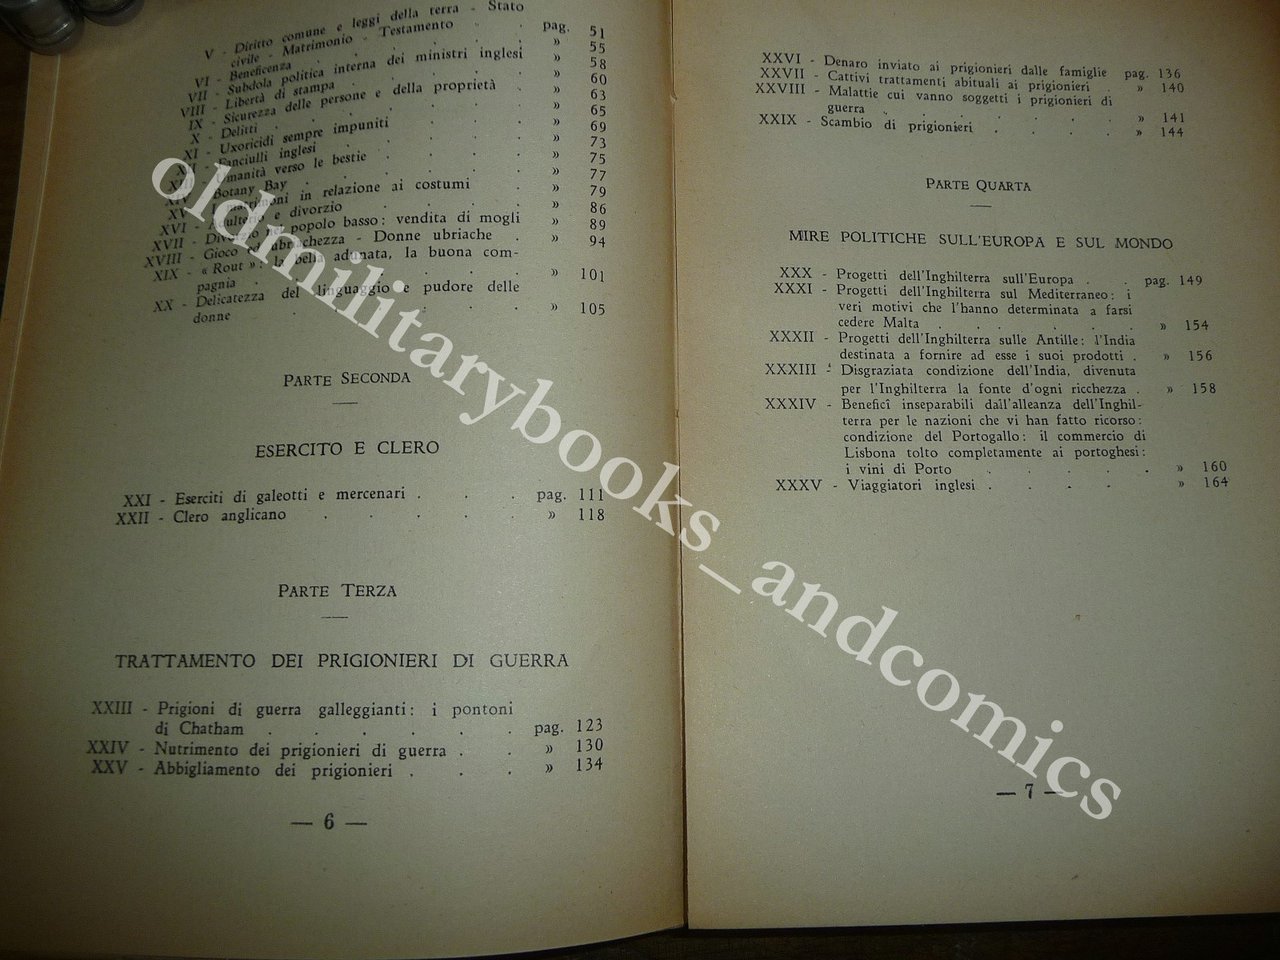 V - Diritto comune e leggi della terra - Stato
civile - Matrimonio - Testamento . pag. 51
VI - Beneficenza . . . . . » 55
VII - Subdola politica interna dei ministri inglesi » 58
VIII - Libertà di stampa . . . . » 60
IX - Sicurezza delle persone e della proprietà . » 63
X - Delitti . . . . . » 65
XI - Uxoricidi sempre impuniti . . . » 69
Fanciulli inglesi . . . . » 73
manità verso le bestie . . . » 75
Botany Bay . . . . » 77
XV - I matrimoni in relazione ai costumi . » 79
XVI - Adulterio e divorzio . . . » 86
XVII - popolo basso: vendita di mogli » 89
XVIII - Gioco ed ubriachezza - Donne ubriache . » 94
XIX - « Rout »: la bella adunata, la buona com-
pagnia . . . . . » 101
XX - Delicatezza del linguaggio e pudore delle
donne . . . . . » 105
PARTE SECONDA
ESERCITO E CLERO
XXI - Eserciti di galeotti e mercenari . . . pag. 111
XXII - Clero anglicano . . . . . » 118
PARTE TERZA
TRATTAMENTO DEI PRIGIONIERI DI GUERRA
XXIII - Prigioni di guerra galleggianti: i pontoni
di Chatham . . . . . . pag. 123
XXIV - Nutrimento dei prigionieri di guerra . . » 130
XXV - Abbigliamento dei prigionieri . . . » 134
— 6 —
XXVI - Denaro inviato ai prigionieri dalle famiglie pag. 136
XXVII - Cattivi trattamenti abituali ai prigionieri . » 140
XXVIII - Malattie cui vanno soggetti i prigionieri di
guerra . . . . . . » 141
XXIX - Scambio di prigionieri . . . . » 144
PARTE QUARTA
MIRE POLITICHE SULL'EUROPA E SUL MONDO
XXX - Progetti dell'Inghilterra sull'Europa . . pag. 149
XXXI - Progetti dell'Inghilterra sul Mediterraneo: i
veri motivi che l'hanno determinata a farsi
cedere Malta . . . . . . » 154
XXXII - Progetti dell'Inghilterra sulle Antille: l'India
destinata a fornire ad esse i suoi prodotti . » 156
XXXIII - Disgraziata condizione dell'India, divenuta
per l'Inghilterra la fonte d'ogni ricchezza . » 158
XXXIV - Beneficî inseparabili dall'alleanza dell'Inghil-
terra per le nazioni che vi han fatto ricorso:
condizione del Portogallo: il commercio di
Lisbona tolto completamente ai portoghesi:
i vini di Porto . . . . . » 160
XXXV - Viaggiatori inglesi . . . . » 164
— 7 —
oldmilitarybooks_andcomics